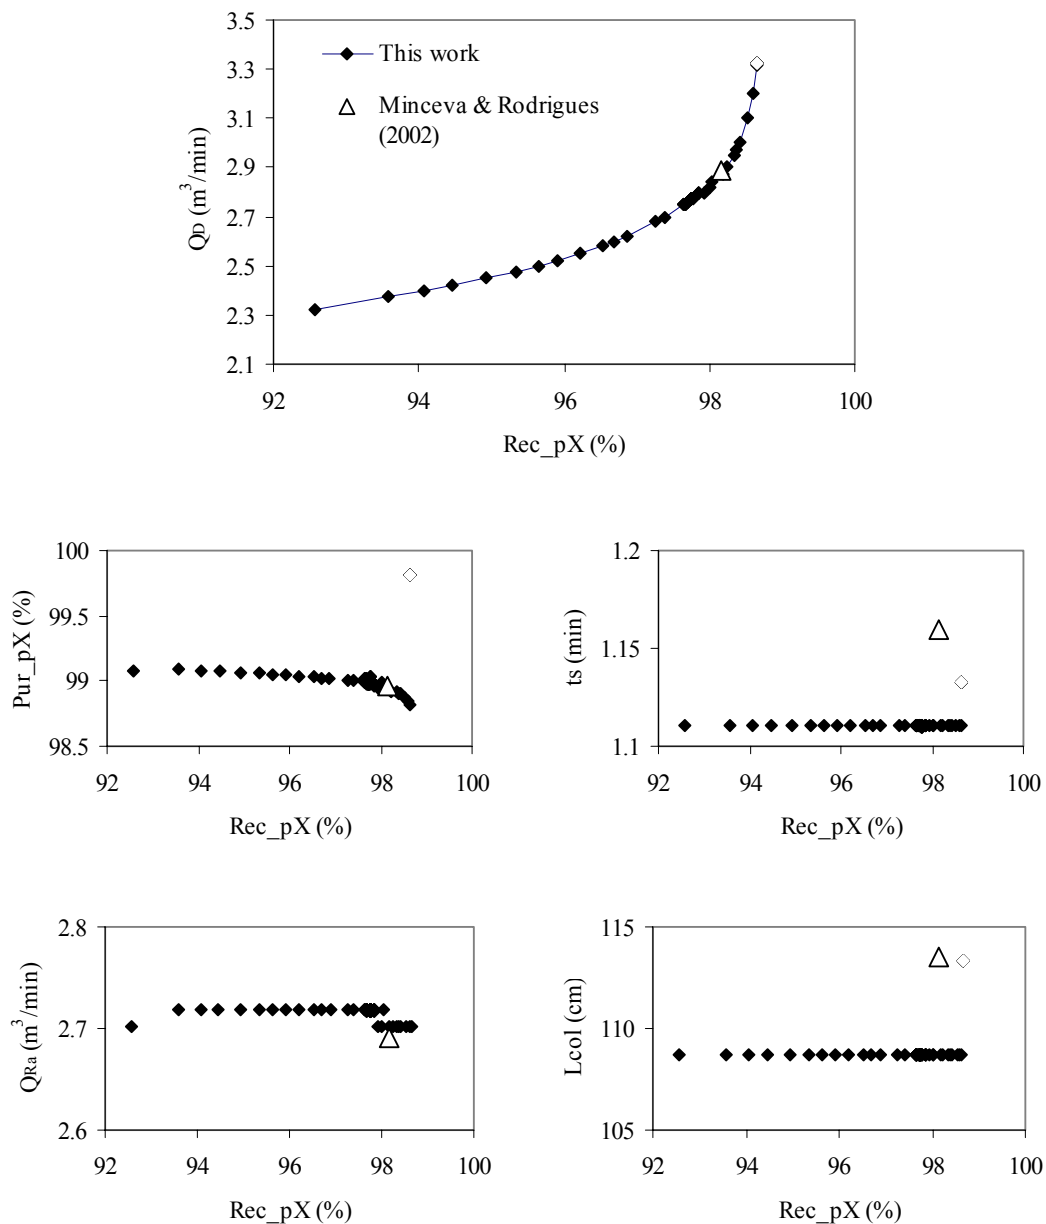 3.5
3.3
3.1
2.9
2.7
2.5
2.3
2.1
QD (m³/min)
This work
Minceva & Rodrigues
(2002)
92 94 96 98 100
Rec_pX (%)
100
99.5
99
98.5
Pur_pX (%)
92 94 96 98 100
Rec_pX (%)
1.2
1.15
1.1
ts (min)
92 94 96 98 100
Rec_pX (%)
2.8
2.7
2.6
QRa (m³/min)
92 94 96 98 100
Rec_pX (%)
115
110
105
Lcol (cm)
92 94 96 98 100
Rec_pX (%)